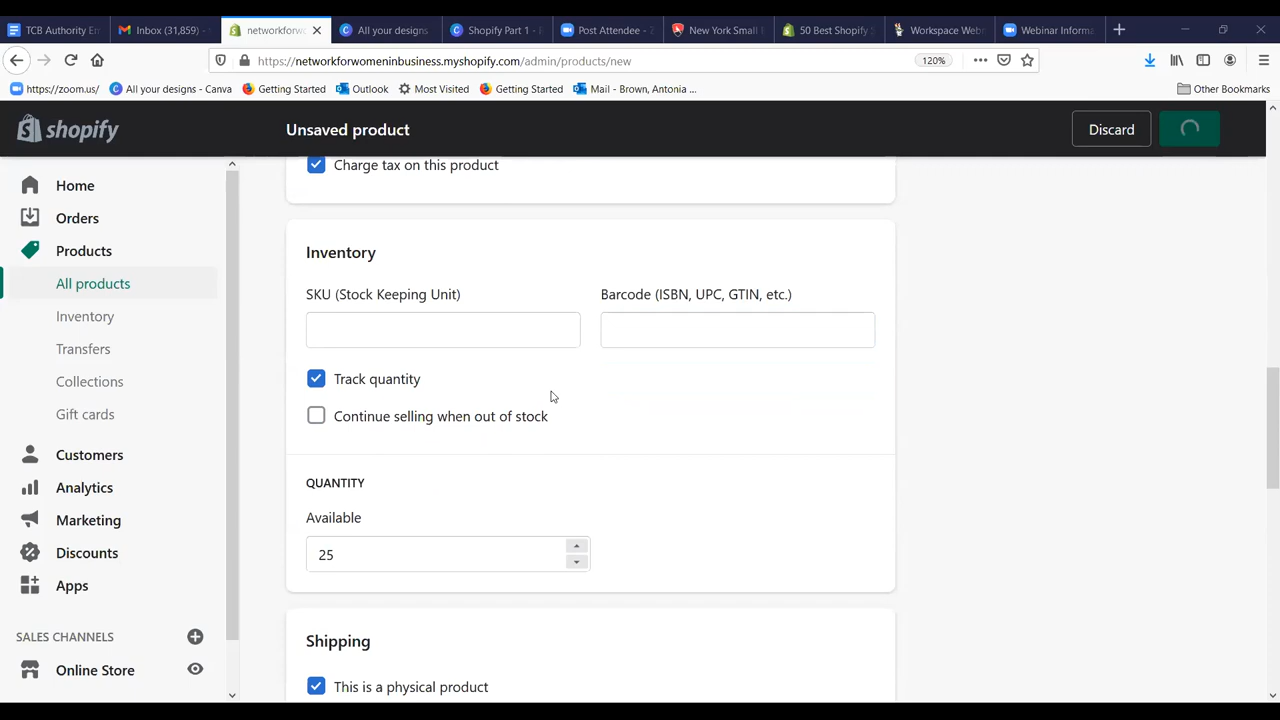 TCB Authority En
Inbox (31,859) -
networkforwo
All your designs -
Shopify Part 1 - P
Post Attendee - Z
New York Small B
50 Best Shopify S
Workspace Web
Webinar Informa
https://networkforwomeninbusiness.myshopify.com/admin/products/new
120%
https://zoom.us/
All your designs - Canva
Getting Started
Outlook
Most Visited
Getting Started
Mail - Brown, Antonia ...
Other Bookmarks
shopify
Unsaved product
Discard
Home
Orders
Products
All products
Inventory
Transfers
Collections
Gift cards
Customers
Analytics
Marketing
Discounts
Apps
SALES CHANNELS
Online Store
Charge tax on this product
Inventory
SKU (Stock Keeping Unit)
Barcode (ISBN, UPC, GTIN, etc.)
Track quantity
Continue selling when out of stock
QUANTITY
Available
25
Shipping
This is a physical product